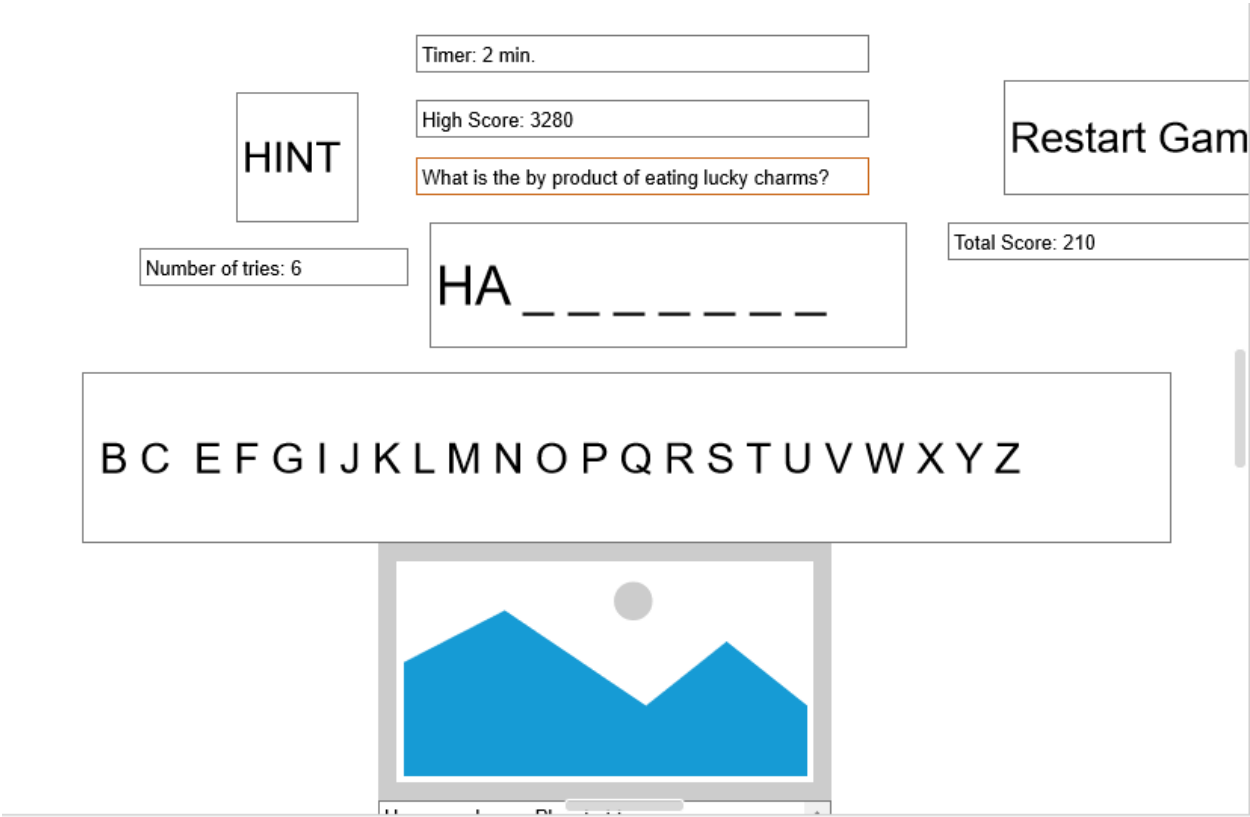 Timer: 2 min.
High Score: 3280
HINT
Restart Gam
What is the by product of eating lucky charms?
Total Score: 210
Number of tries: 6
HA _ _ _ _ _ _ _
B C E F G I J K L M N O P Q R S T U V W X Y Z